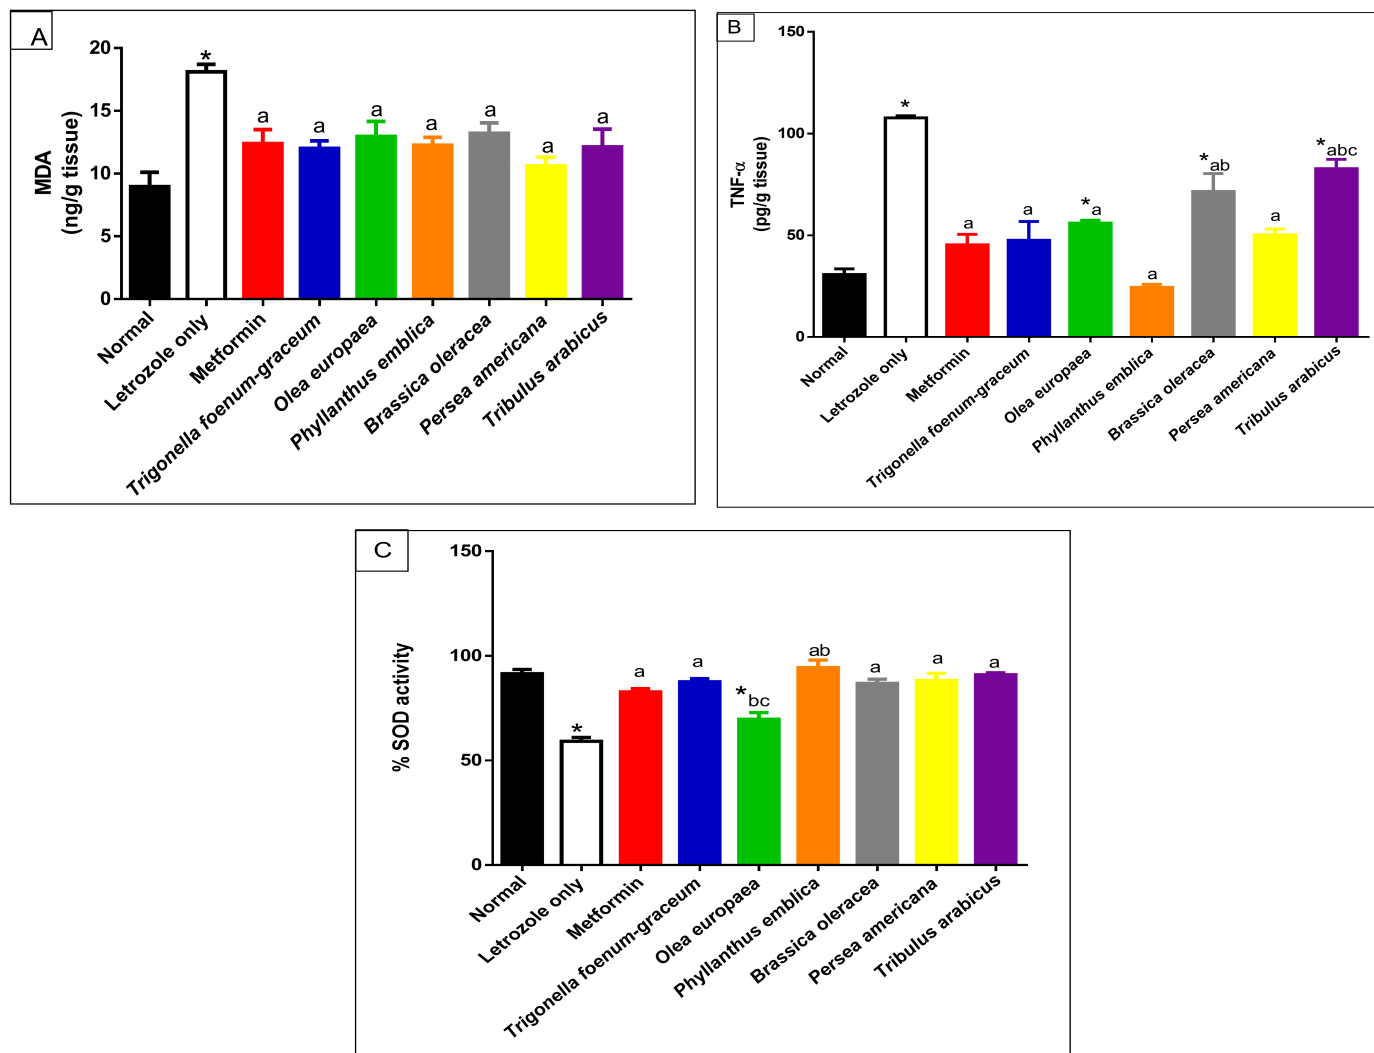 A
MDA
(ng/g tissue)
20
15
10
5
0
*
a
a
a
a
a
a
a
Normal
Letrozole only
Metformin
Trigonella foenum-graceum
Olea europaea
Phyllanthus emblica
Brassica oleracea
Persea americana
Tribulus arabicus
B
TNF-α
(pg/g tissue)
150
100
50
0
*
a
a
*a
a
*ab
a
*abc
Normal
Letrozole only
Metformin
Trigonella foenum-graceum
Olea europaea
Phyllanthus emblica
Brassica oleracea
Persea americana
Tribulus arabicus
C
% SOD activity
150
100
50
0
*
a
a
*bc
ab
a
a
a
Normal
Letrozole only
Metformin
Trigonella foenum-graceum
Olea europaea
Phyllanthus emblica
Brassica oleracea
Persea americana
Tribulus arabicus